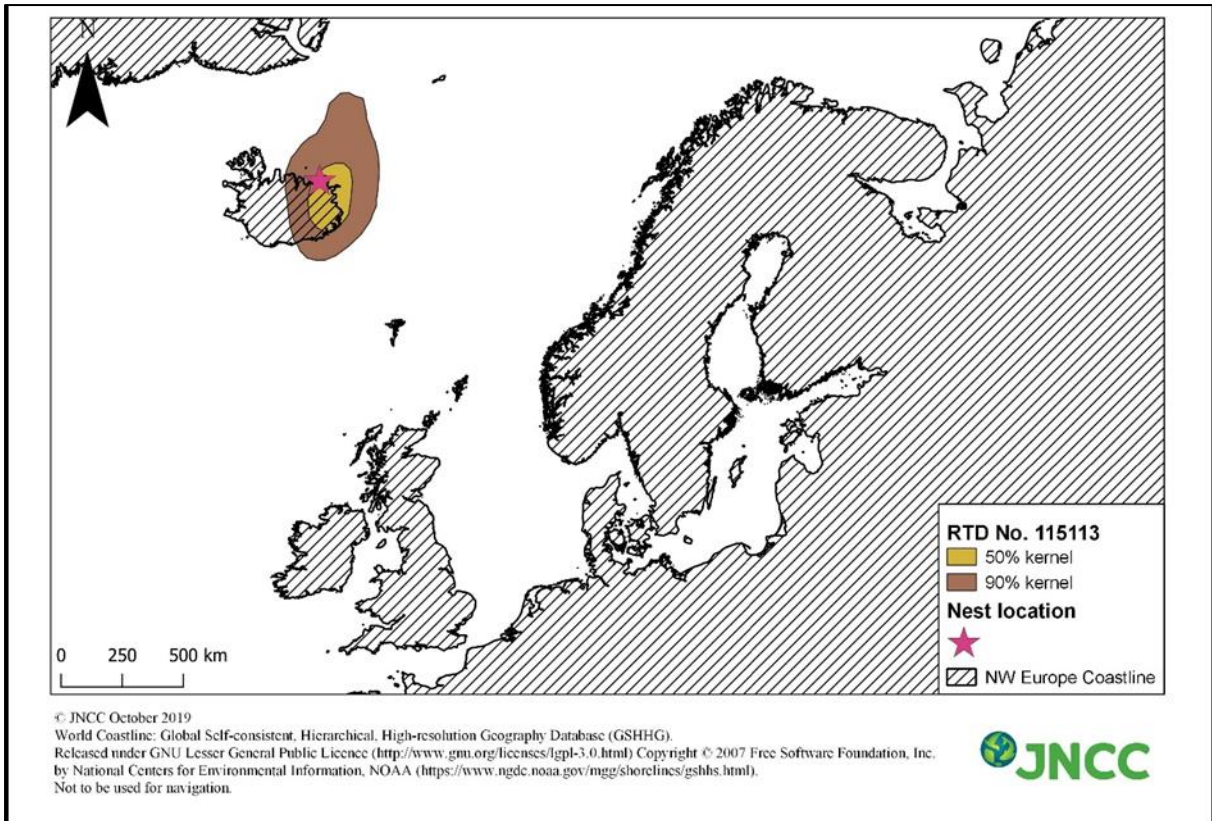 N
RTD No. 115113
50% kernel
90% kernel
Nest location
NW Europe Coastline
0 250 500 km
© JNCC October 2019
World Coastline: Global Self-consistent, Hierarchical, High-resolution Geography Database (GSHHG).
Released under GNU Lesser General Public Licence (http://www.gnu.org/licenses/lgpl-3.0.html) Copyright © 2007 Free Software Foundation, Inc.
by National Centers for Environmental Information, NOAA (https://www.ngdc.noaa.gov/mgg/shorelines/gshhs.html).
Not to be used for navigation.
JNCC